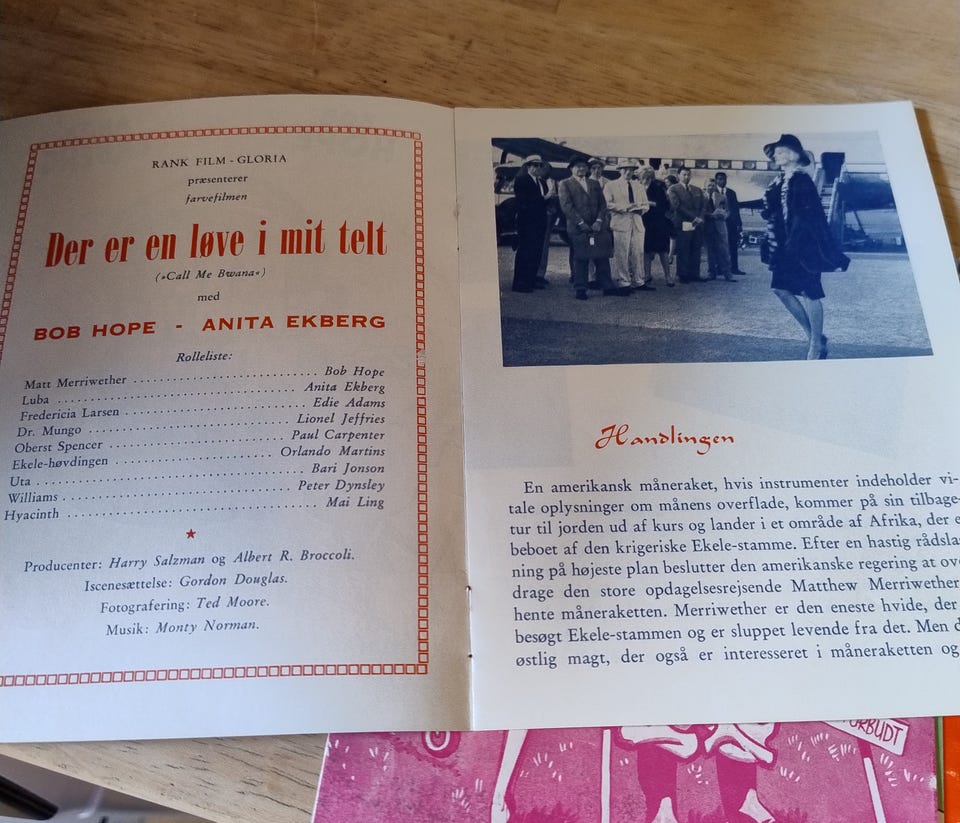 RANK FILM - GLORIA
præsenterer
farvefilmen
Der er en løve i mit telt
(»Call Me Bwana«)
med
BOB HOPE - ANITA EKBERG
Rolleliste:
Matt Merriwether .......... Bob Hope
Luba .......... Anita Ekberg
Fredericia Larsen .......... Edie Adams
Dr. Mungo .......... Lionel Jeffries
Oberst Spencer .......... Paul Carpenter
Ekele-høvdingen .......... Orlando Martins
Uta .......... Bari Jonson
Williams .......... Peter Dynsley
Hyacinth .......... Mai Ling
Producenter: Harry Salzman og Albert R. Broccoli.
Iscenesættelse: Gordon Douglas.
Fotografering: Ted Moore.
Musik: Monty Norman.
Handlingen
En amerikansk måneraket, hvis instrumenter indeholder vi-
tale oplysninger om månens overflade, kommer på sin tilbage-
tur til jorden ud af kurs og lander i et område af Afrika, der
beboet af den krigeriske Ekele-stamme. Efter en hastig rådsla-
ning på højeste plan beslutter den amerikanske regering at
drage den store opdagelsesrejsende Matthew Merriwether
hente måneraketten. Merriwether er den eneste hvide, der
besøgt Ekele-stammen og er sluppet levende fra det. Men
østlig magt, der også er interesseret i måneraketten og